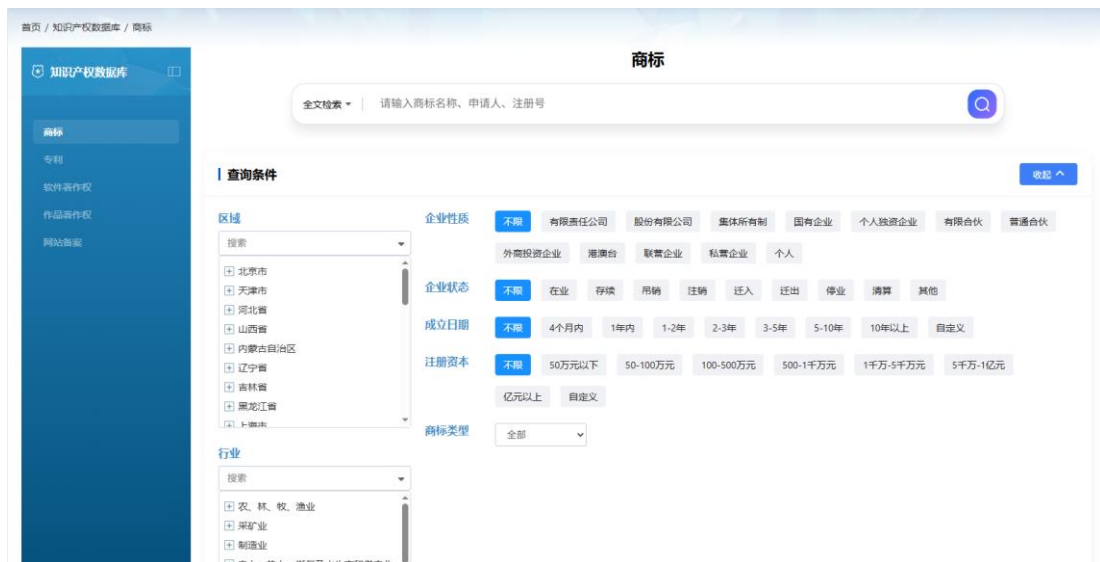 首页 / 知识产权数据库 / 商标
知识产权数据库
商标
专利
软件著作权
作品著作权
网站备案
商标
全文检索 请输入商标名称、申请人、注册号
查询条件
收起
区域
搜索
北京市
天津市
河北省
山西省
内蒙古自治区
辽宁省
吉林省
黑龙江省
上海市
行业
搜索
农、林、牧、渔业
采矿业
制造业
企业性质 不限 有限责任公司 股份有限公司 集体所有制 国有企业 个人独资企业 有限合伙 普通合伙
外商投资企业 港澳台 联营企业 私营企业 个人
企业状态 不限 在业 存续 吊销 注销 迁入 迁出 停业 清算 其他
成立日期 不限 4个月内 1年内 1-2年 2-3年 3-5年 5-10年 10年以上 自定义
注册资本 不限 50万元以下 50-100万元 100-500万元 500-1千万元 1千万-5千万元 5千万-1亿元
亿元以上 自定义
商标类型 全部